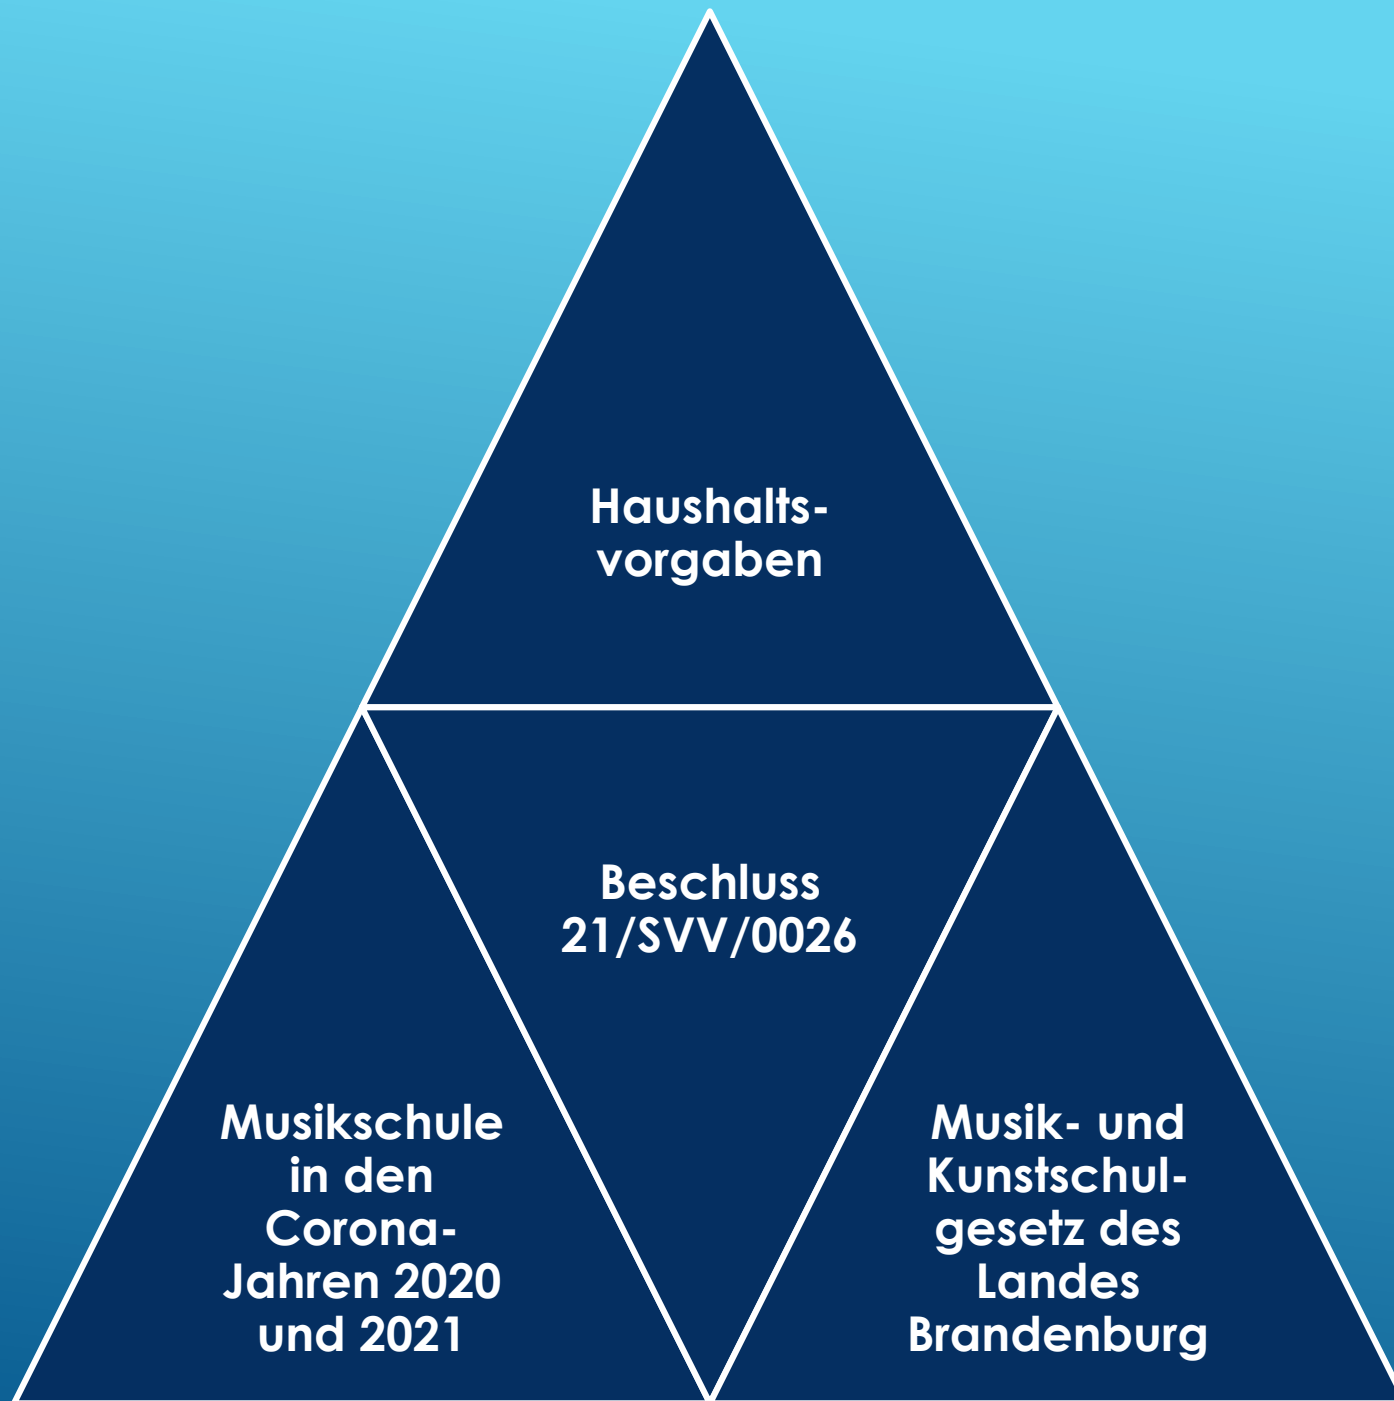 Haushalts-
vorgaben
Beschluss
21/SVV/0026
Musikschule
in den
Corona-
Jahren 2020
und 2021
Musik- und
Kunstschul-
gesetz des
Landes
Brandenburg